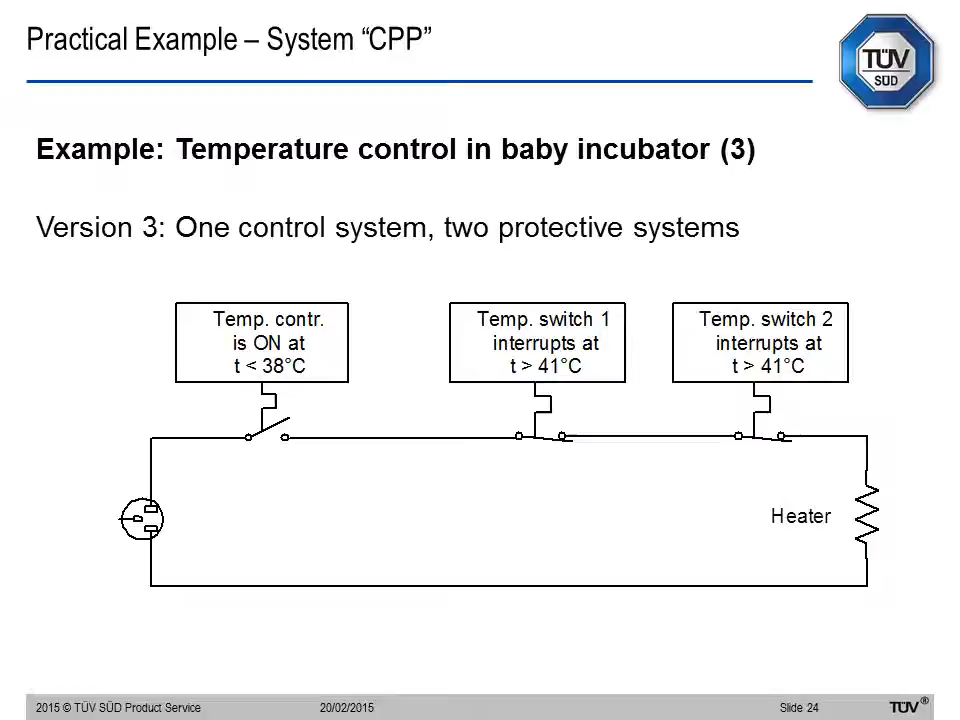 Practical Example – System “CPP”
TÜV
SÜD
Example: Temperature control in baby incubator (3)
Version 3: One control system, two protective systems
Temp. contr.
is ON at
t < 38°C
Temp. switch 1
interrupts at
t > 41°C
Temp. switch 2
interrupts at
t > 41°C
Heater
2015 © TÜV SÜD Product Service 20/02/2015 Slide 24 TÜV ®